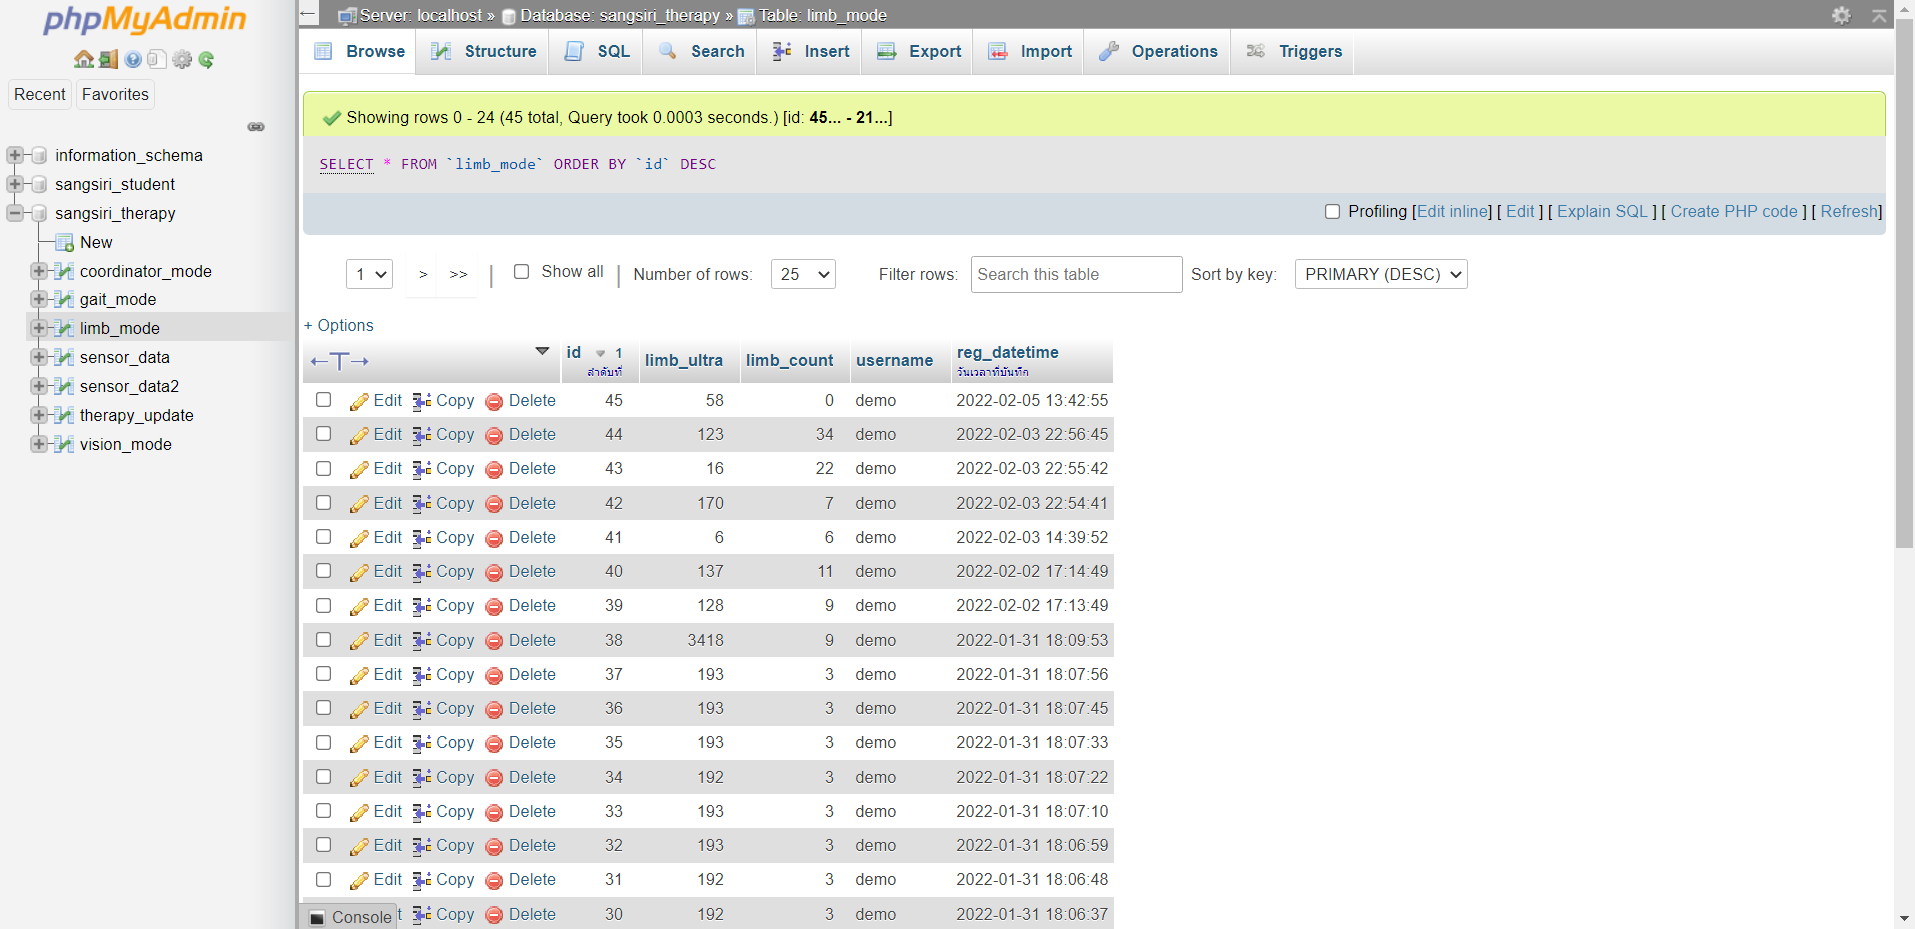 phpMyAdmin
Recent Favorites
information_schema
sangsiri_student
sangsiri_therapy
New
coordinator_mode
gait_mode
limb_mode
sensor_data
sensor_data2
therapy_update
vision_mode
Server: localhost » Database: sangsiri_therapy » Table: limb_mode
Browse Structure SQL Search Insert Export Import Operations Triggers
Showing rows 0 - 24 (45 total, Query took 0.0003 seconds.) [id: 45... - 21...]
SELECT * FROM `limb_mode` ORDER BY `id` DESC
Profiling [Edit inline] [ Edit ] [ Explain SQL ] [ Create PHP code ] [ Refresh]
1 > >> | Show all | Number of rows: 25 Filter rows: Search this table Sort by key: PRIMARY (DESC)
+ Options
←T→ id 1 limb_ultra limb_count username reg_datetime
ลำดับที่ วันเวลาที่บันทึก
Edit Copy Delete 45 58 0 demo 2022-02-05 13:42:55
Edit Copy Delete 44 123 34 demo 2022-02-03 22:56:45
Edit Copy Delete 43 16 22 demo 2022-02-03 22:55:42
Edit Copy Delete 42 170 7 demo 2022-02-03 22:54:41
Edit Copy Delete 41 6 6 demo 2022-02-03 14:39:52
Edit Copy Delete 40 137 11 demo 2022-02-02 17:14:49
Edit Copy Delete 39 128 9 demo 2022-02-02 17:13:49
Edit Copy Delete 38 3418 9 demo 2022-01-31 18:09:53
Edit Copy Delete 37 193 3 demo 2022-01-31 18:07:56
Edit Copy Delete 36 193 3 demo 2022-01-31 18:07:45
Edit Copy Delete 35 193 3 demo 2022-01-31 18:07:33
Edit Copy Delete 34 192 3 demo 2022-01-31 18:07:22
Edit Copy Delete 33 193 3 demo 2022-01-31 18:07:10
Edit Copy Delete 32 193 3 demo 2022-01-31 18:06:59
Edit Copy Delete 31 192 3 demo 2022-01-31 18:06:48
Console t Copy Delete 30 192 3 demo 2022-01-31 18:06:37